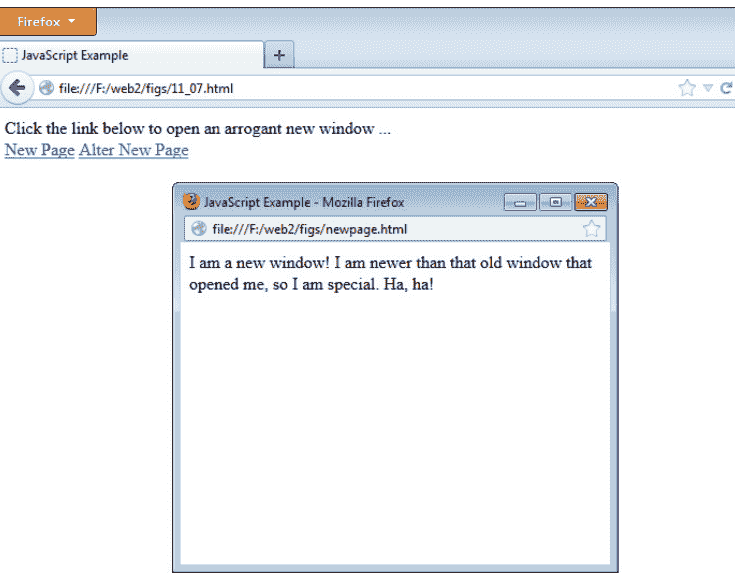 Firefox
JavaScript Example
file:///F:/web2/figs/11_07.html
Click the link below to open an arrogant new window ...
New Page Alter New Page
JavaScript Example - Mozilla Firefox
file:///F:/web2/figs/newpage.html
I am a new window! I am newer than that old window that
opened me, so I am special. Ha, ha!